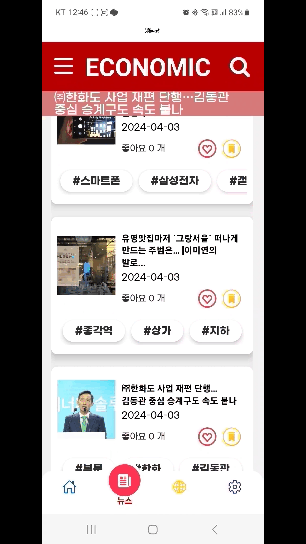 KT 12:46
83%
ECONOMIC
㈜한화도 사업 재편 단행…김동관
중심 승계구도 속도 붙나
2024-04-03
좋아요 0 개
#스마트폰 #삼성전자 #갤
유명맛집마저 '그랑서울' 떠나게
만드는 주범은… |이미연의
발로…
2024-04-03
좋아요 0 개
#종각역 #상가 #지하
㈜한화도 사업 재편 단행…
김동관 중심 승계구도 속도 붙나
2024-04-03
좋아요 0 개
#분묘 #한화 #김동관
뉴스